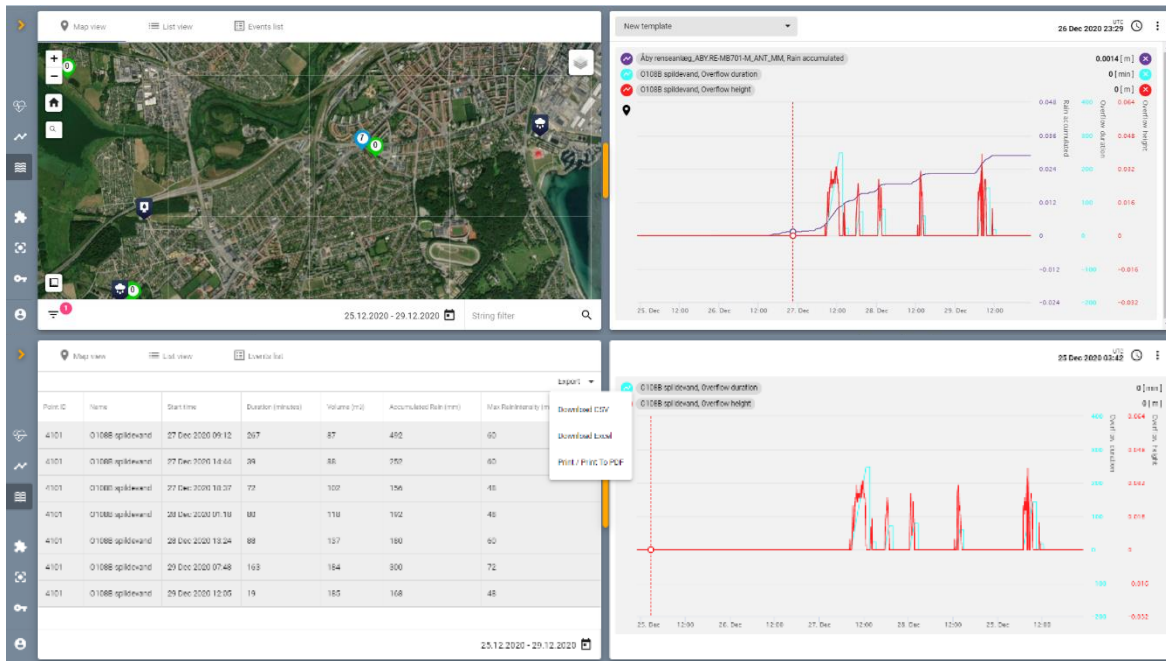 Map view List view Events list
+
0
−
7
0
0
1
25.12.2020 - 29.12.2020 String filter
New template
UTC
26 Dec 2020 23:29
Åby renseanlæg_ABY.RE-MB701-M_ANT_MM, Rain accumulated 0.0014 [ m ]
O108B spildevand, Overflow duration 0 [ min ]
O108B spildevand, Overflow height 0 [ m ]
0.048 400 0.064
0.036 300 0.048
0.024 200 0.032
0.012 100 0.016
0 0 0
-0.012 -100 -0.016
-0.024 -200 -0.032
Rain accumulated
Overflow duration
Overflow height
25. Dec 12:00 26. Dec 12:00 27. Dec 12:00 28. Dec 12:00 29. Dec 12:00
Map view List view Events list
Export
Download CSV
Download Excel
Print / Print To PDF
Point ID Name Start time Duration (minutes) Volume (m3) Accumulated Rain (mm) Max RainIntensity (m
4101 O108B spildevand 27 Dec 2020 09:12 267 87 492 60
4101 O108B spildevand 27 Dec 2020 14:44 39 88 252 60
4101 O108B spildevand 27 Dec 2020 18:37 72 102 156 48
4101 O108B spildevand 28 Dec 2020 01:18 80 118 192 48
4101 O108B spildevand 28 Dec 2020 13:24 88 137 180 60
4101 O108B spildevand 29 Dec 2020 07:48 163 184 300 72
4101 O108B spildevand 29 Dec 2020 12:05 19 185 168 48
25.12.2020 - 29.12.2020
UTC
25 Dec 2020 03:42
O108B spildevand, Overflow duration 0 [ min ]
O108B spildevand, Overflow height 0 [ m ]
400 0.064
300 0.048
200 0.032
100 0.016
0 0
Overflow duration
Overflow height
25. Dec 12:00 26. Dec 12:00 27. Dec 12:00 28. Dec 12:00 12:00